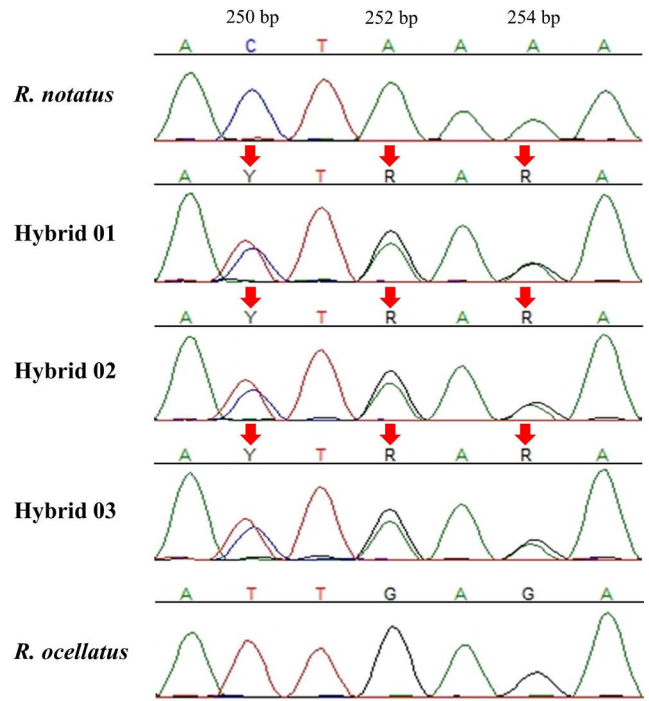 250 bp 252 bp 254 bp
A C T A A A A
R. notatus
A Y T R A R A
Hybrid 01
A Y T R A R A
Hybrid 02
A Y T R A R A
Hybrid 03
A T T G A G A
R. ocellatus